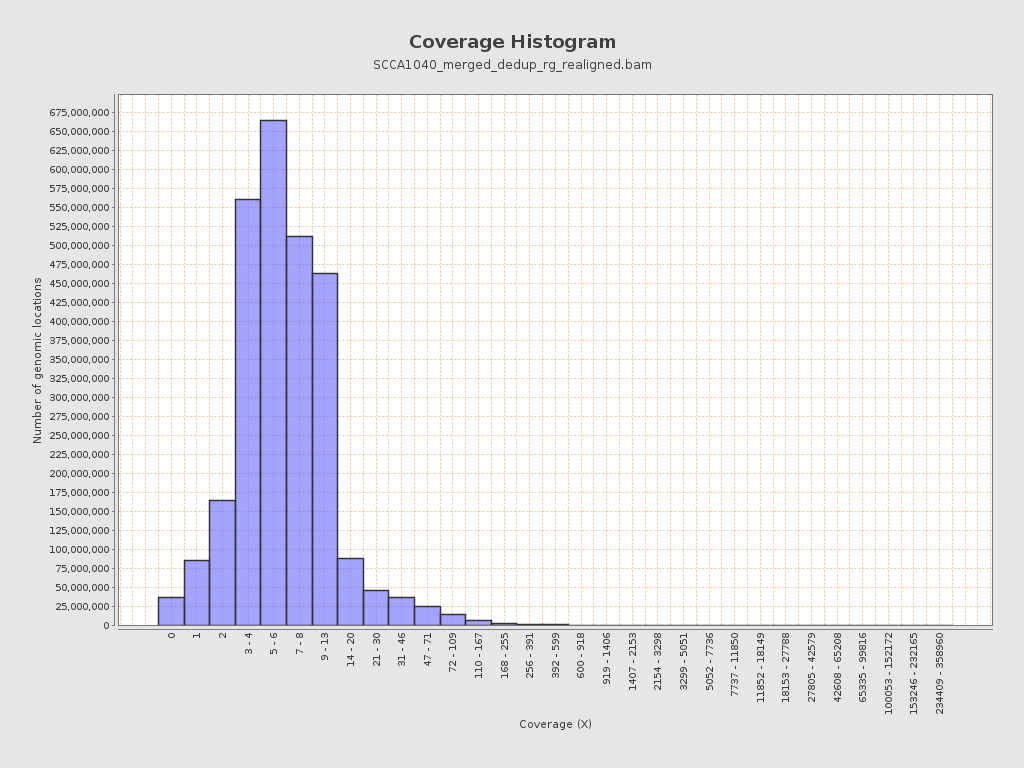 Coverage Histogram
SCCA1040_merged_dedup_rg_realigned.bam
Number of genomic locations
675,000,000
650,000,000
625,000,000
600,000,000
575,000,000
550,000,000
525,000,000
500,000,000
475,000,000
450,000,000
425,000,000
400,000,000
375,000,000
350,000,000
325,000,000
300,000,000
275,000,000
250,000,000
225,000,000
200,000,000
175,000,000
150,000,000
125,000,000
100,000,000
75,000,000
50,000,000
25,000,000
0
0
1
2
3 - 4
5 - 6
7 - 8
9 - 13
14 - 20
21 - 30
31 - 46
47 - 71
72 - 109
110 - 167
168 - 255
256 - 391
392 - 599
600 - 918
919 - 1406
1407 - 2153
2154 - 3298
3299 - 5051
5052 - 7736
7737 - 11850
11852 - 18149
18153 - 27788
27805 - 42579
42608 - 65208
65335 - 99816
100053 - 152172
153246 - 232165
234409 - 358960
Coverage (X)